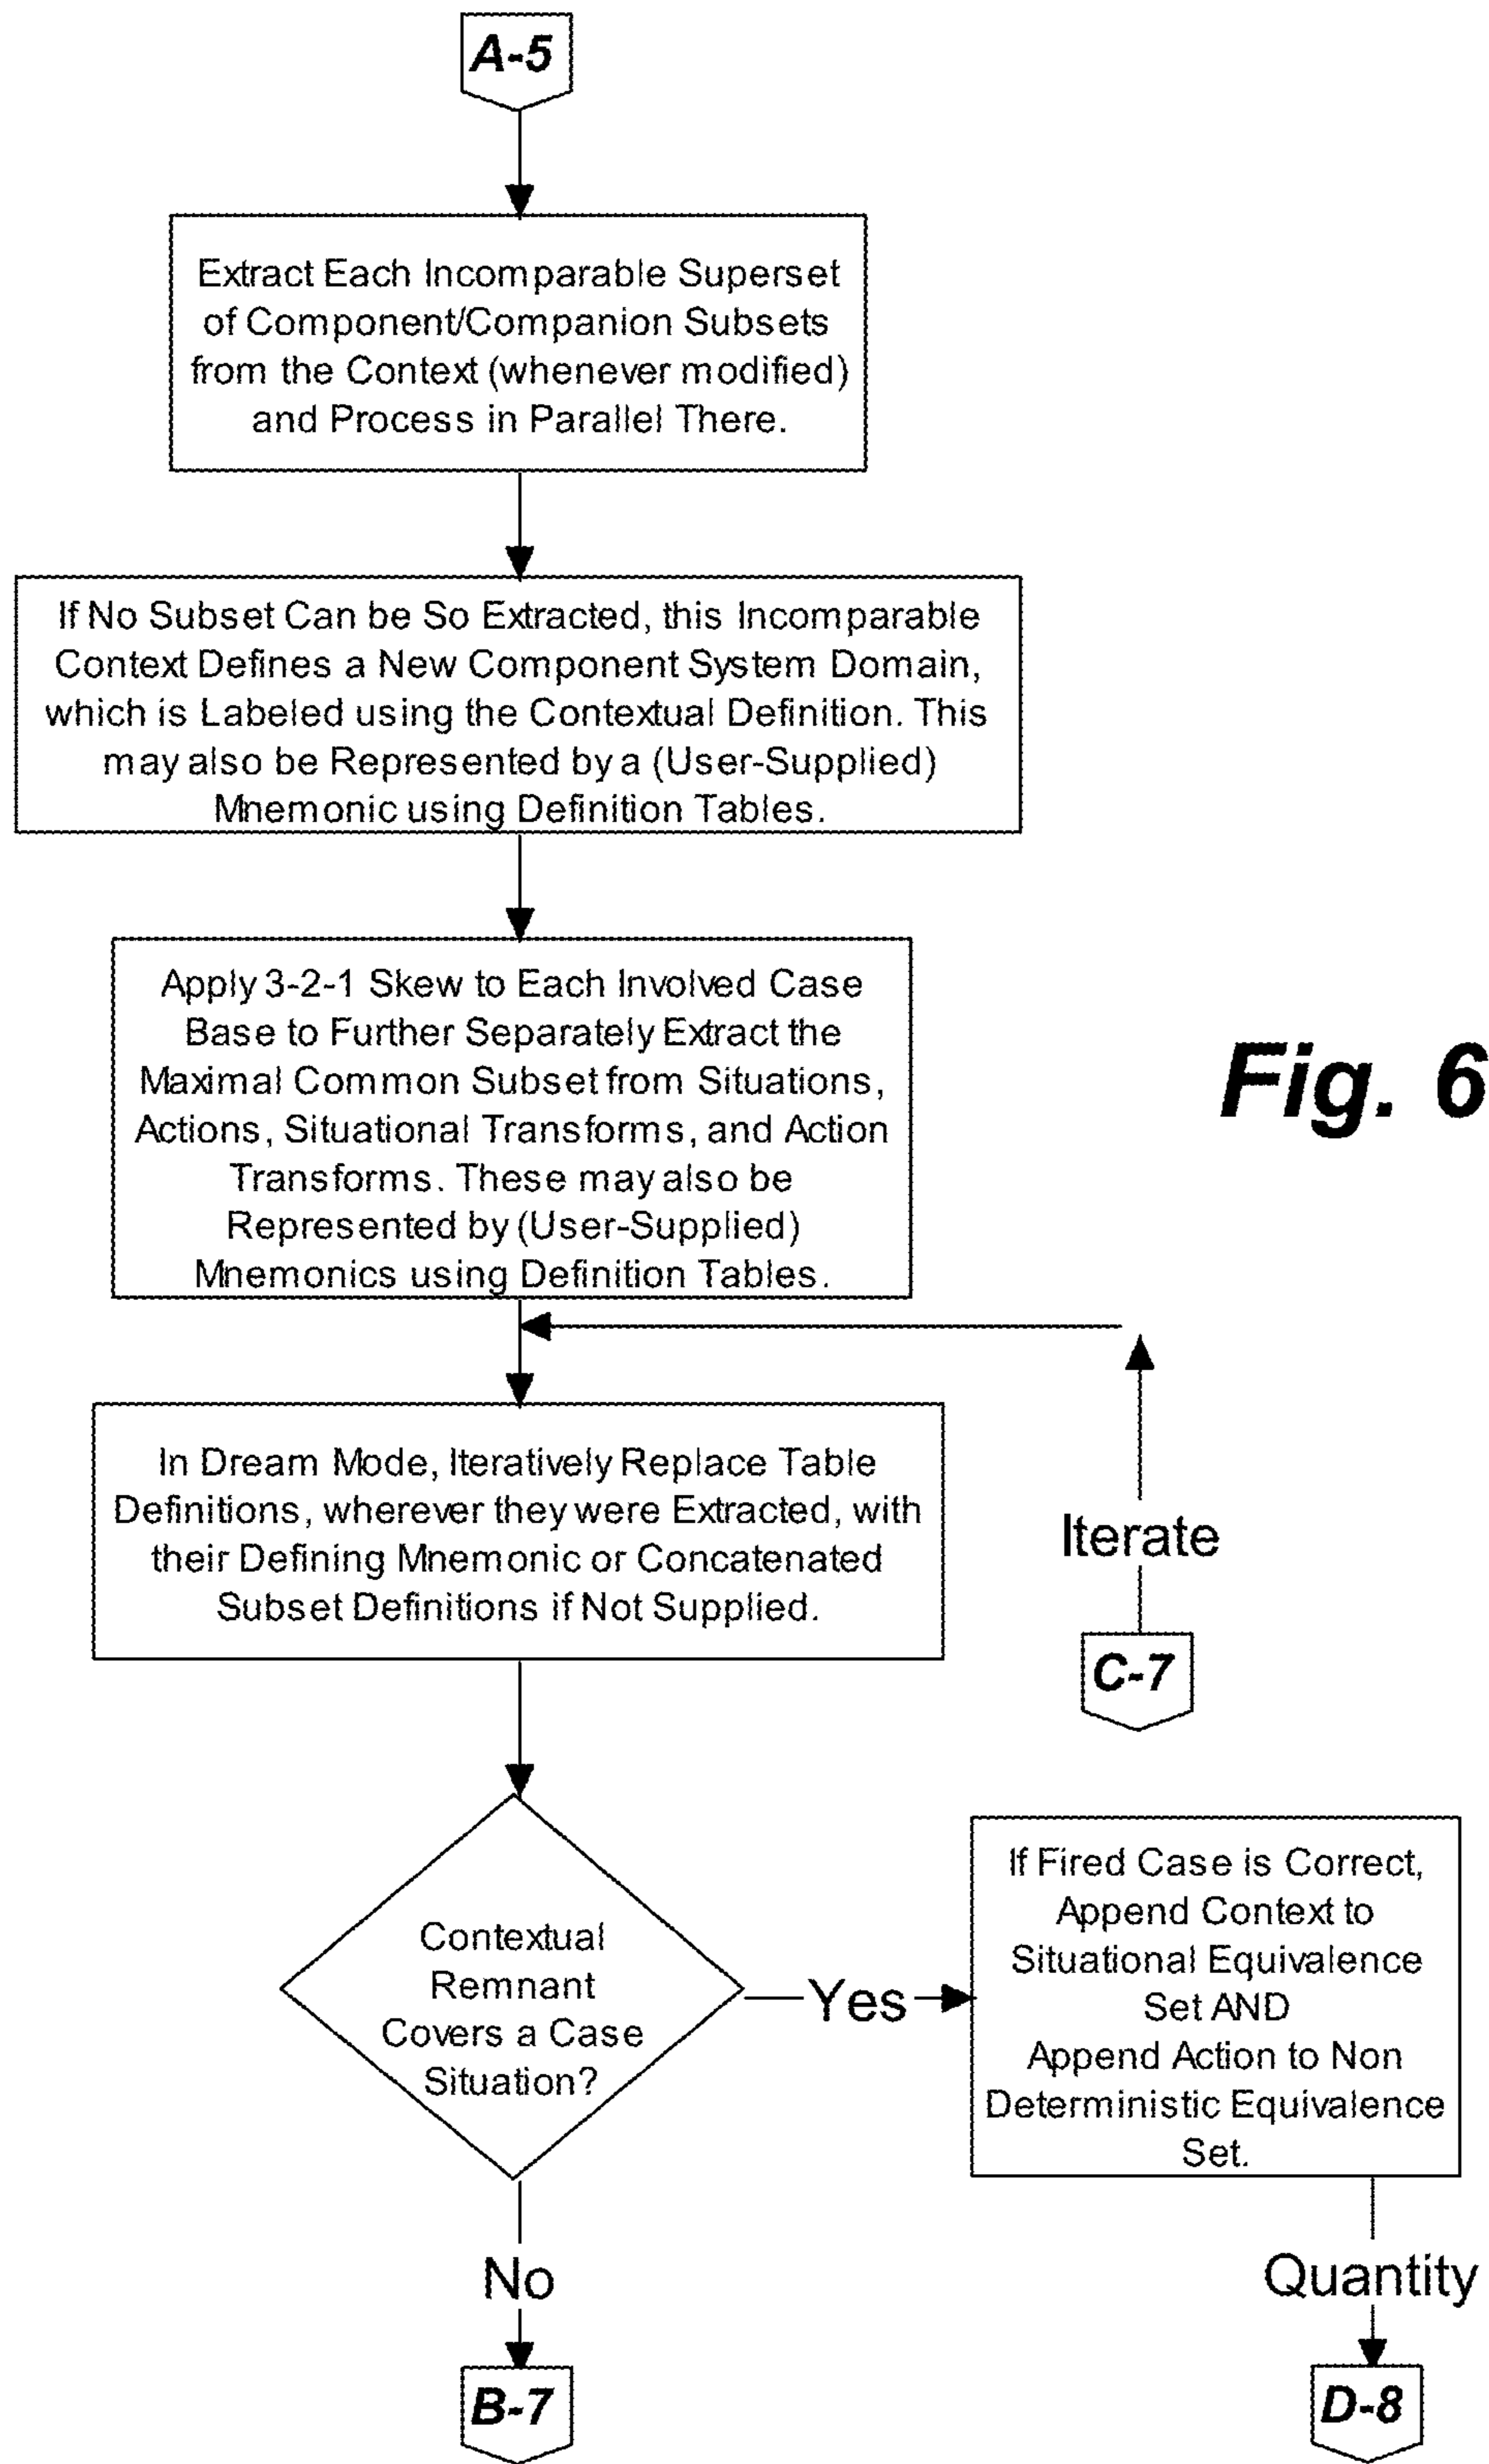 A-5
Extract Each Incomparable Superset
of Component/Companion Subsets
from the Context (whenever modified)
and Process in Parallel There.
If No Subset Can be So Extracted, this Incomparable
Context Defines a New Component System Domain,
which is Labeled using the Contextual Definition. This
may also be Represented by a (User-Supplied)
Mnemonic using Definition Tables.
Apply 3-2-1 Skew to Each Involved Case
Base to Further Separately Extract the
Maximal Common Subset from Situations,
Actions, Situational Transforms, and Action
Transforms. These may also be
Represented by (User-Supplied)
Mnemonics using Definition Tables.
Fig. 6
In Dream Mode, Iteratively Replace Table
Definitions, wherever they were Extracted, with
their Defining Mnemonic or Concatenated
Subset Definitions if Not Supplied.
Iterate
C-7
Contextual
Remnant
Covers a Case
Situation?
Yes
If Fired Case is Correct,
Append Context to
Situational Equivalence
Set AND
Append Action to Non
Deterministic Equivalence
Set.
No
Quantity
B-7
D-8